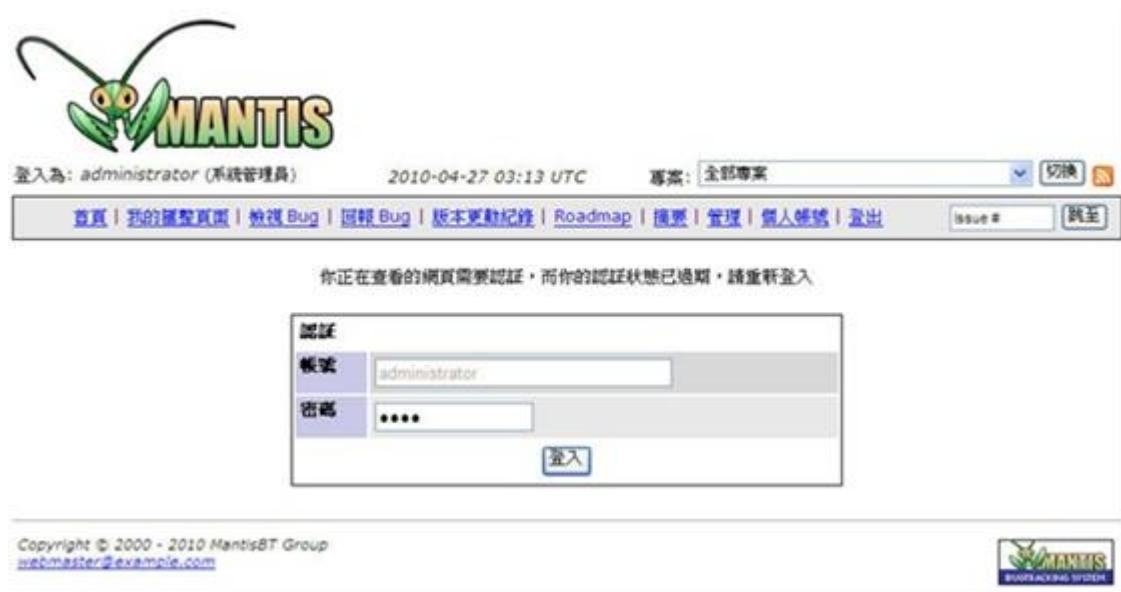 MANTIS
登入為: administrator (系統管理員) 2010-04-27 03:13 UTC 專案: 全部專案 切換
首頁 | 我的匯整頁面 | 檢視 Bug | 回報 Bug | 版本更動紀錄 | Roadmap | 摘要 | 管理 | 個人帳號 | 登出 Issue # 跳至
你正在查看的網頁需要認証，而你的認証狀態已過期，請重新登入
認証
帳號 administrator
密碼 ••••
登入
Copyright © 2000 - 2010 MantisBT Group
webmaster@example.com
MANTIS
BUGTRACKING SYSTEM